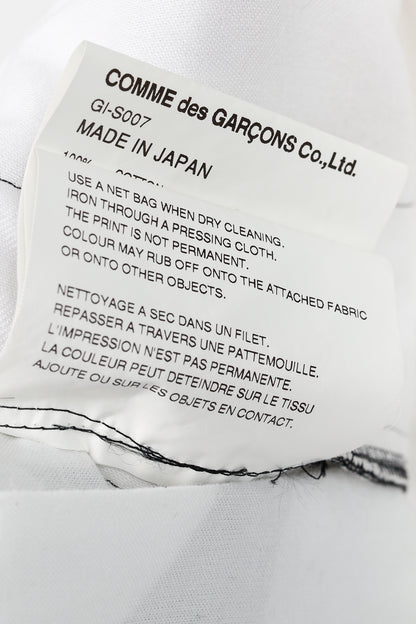 COMME des GARÇONS Co.,Ltd.
GI-S007
MADE IN JAPAN
100% COTTON
USE A NET BAG WHEN DRY CLEANING.
IRON THROUGH A PRESSING CLOTH.
THE PRINT IS NOT PERMANENT.
COLOUR MAY RUB OFF ONTO THE ATTACHED FABRIC
OR ONTO OTHER OBJECTS.
NETTOYAGE A SEC DANS UN FILET.
REPASSER A TRAVERS UNE PATTEMOUILLE.
L'IMPRESSION N'EST PAS PERMANENTE.
LA COULEUR PEUT DETEINDRE SUR LE TISSU
AJOUTE OU SUR LES OBJETS EN CONTACT.